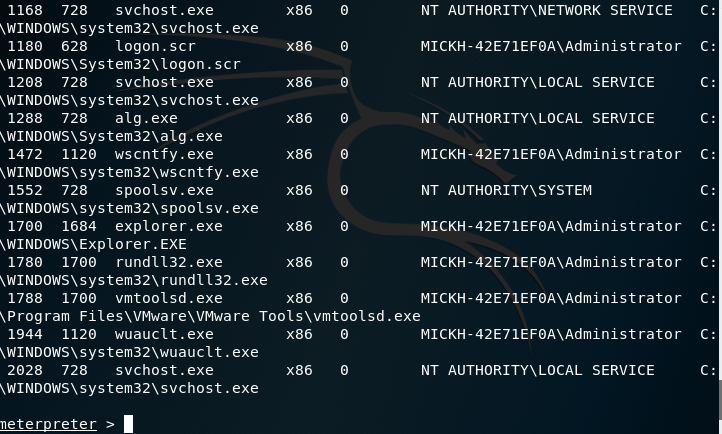 1168  728   svchost.exe        x86   0        NT AUTHORITY\NETWORK SERVICE   C:
\WINDOWS\system32\svchost.exe
1180  628   logon.scr          x86   0        MICKH-42E71EF0A\Administrator  C:
\WINDOWS\System32\logon.scr
1208  728   svchost.exe        x86   0        NT AUTHORITY\LOCAL SERVICE     C:
\WINDOWS\system32\svchost.exe
1288  728   alg.exe            x86   0        NT AUTHORITY\LOCAL SERVICE     C:
\WINDOWS\System32\alg.exe
1472  1120  wscntfy.exe        x86   0        MICKH-42E71EF0A\Administrator  C:
\WINDOWS\system32\wscntfy.exe
1552  728   spoolsv.exe        x86   0        NT AUTHORITY\SYSTEM            C:
\WINDOWS\system32\spoolsv.exe
1700  1684  explorer.exe       x86   0        MICKH-42E71EF0A\Administrator  C:
\WINDOWS\Explorer.EXE
1780  1700  rundll32.exe       x86   0        MICKH-42E71EF0A\Administrator  C:
\WINDOWS\system32\rundll32.exe
1788  1700  vmtoolsd.exe       x86   0        MICKH-42E71EF0A\Administrator  C:
\Program Files\VMware\VMware Tools\vmtoolsd.exe
1944  1120  wuauclt.exe        x86   0        MICKH-42E71EF0A\Administrator  C:
\WINDOWS\system32\wuauclt.exe
2028  728   svchost.exe        x86   0        NT AUTHORITY\LOCAL SERVICE     C:
\WINDOWS\system32\svchost.exe
meterpreter >